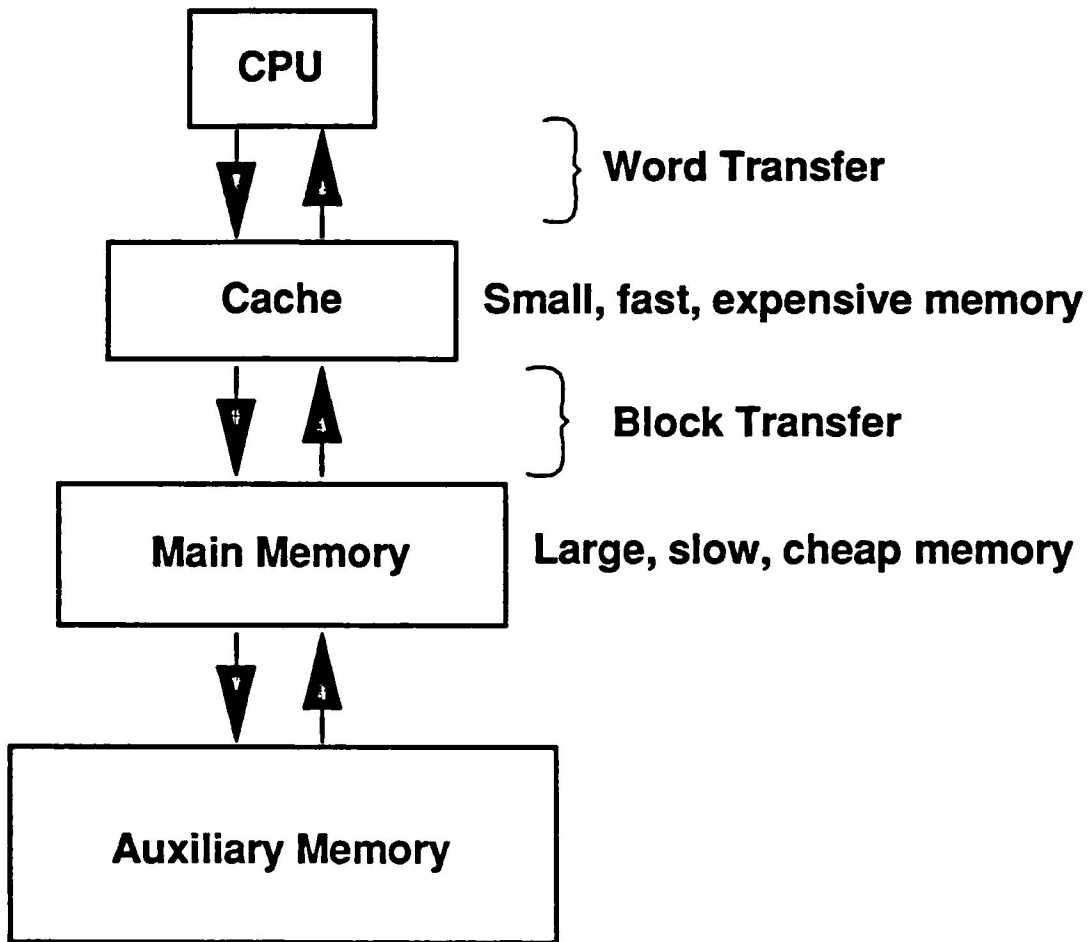 CPU
Word Transfer
Cache
Small, fast, expensive memory
Block Transfer
Main Memory
Large, slow, cheap memory
Auxiliary Memory